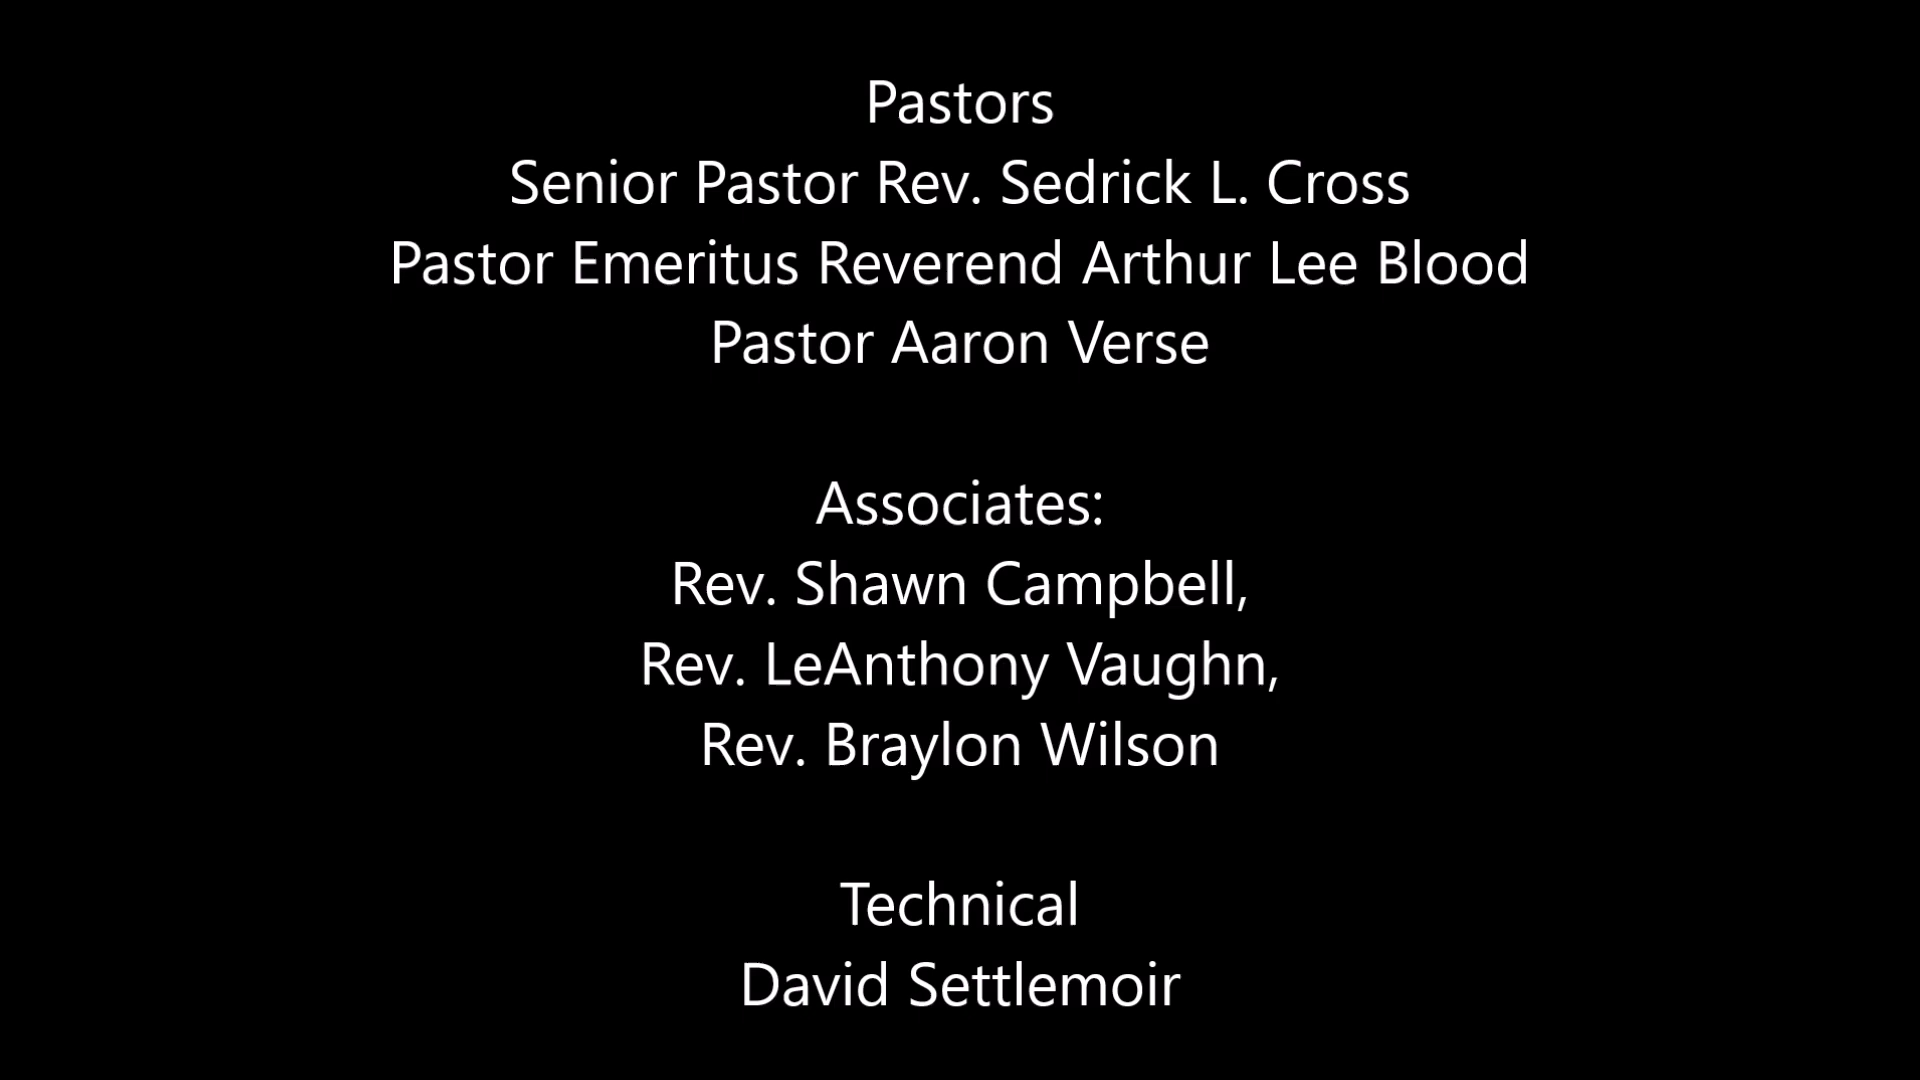 Pastors
Senior Pastor Rev. Sedrick L. Cross
Pastor Emeritus Reverend Arthur Lee Blood
Pastor Aaron Verse
Associates:
Rev. Shawn Campbell,
Rev. LeAnthony Vaughn,
Rev. Braylon Wilson
Technical
David Settlemoir